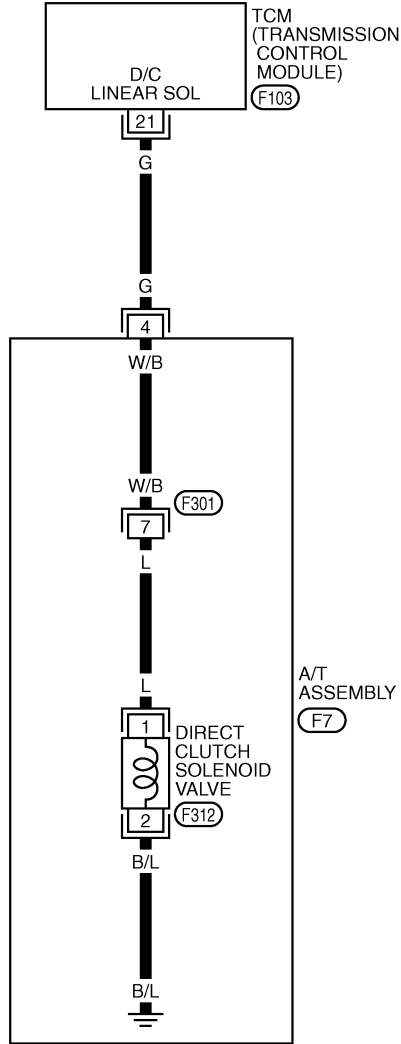 TCM
(TRANSMISSION
CONTROL
MODULE)
F103
D/C
LINEAR SOL
21
G
G
4
W/B
W/B
F301
7
L
L
A/T
ASSEMBLY
F7
1
DIRECT
CLUTCH
SOLENOID
VALVE
F312
2
B/L
B/L